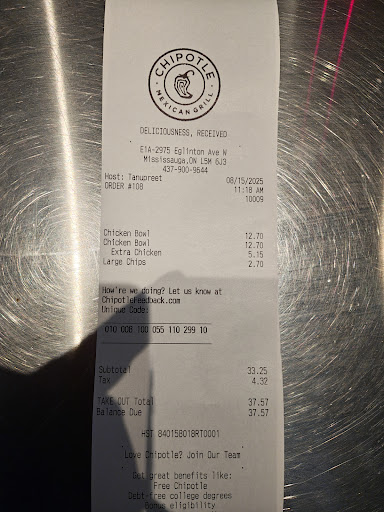 CHIPOTLE
MEXICAN GRILL
DELICIOUSNESS, RECEIVED
E1A-2975 Eglinton Ave W
Mississauga,ON L5M 6J3
437-900-9544
Host: Tanupreet 08/15/2025
ORDER #108 11:18 AM
10009
Chicken Bowl 12.70
Chicken Bowl 12.70
Extra Chicken 5.15
Large Chips 2.70
How're we doing? Let us know at
ChipotleFeedback.com
Unique Code:
010 008 100 055 110 299 10
Subtotal 33.25
Tax 4.32
TAKE OUT Total 37.57
Balance Due 37.57
HST 840158018RT0001
Love Chipotle? Join Our Team
Get great benefits like:
Free Chipotle
Debt-free college degrees
Bonus eligibility